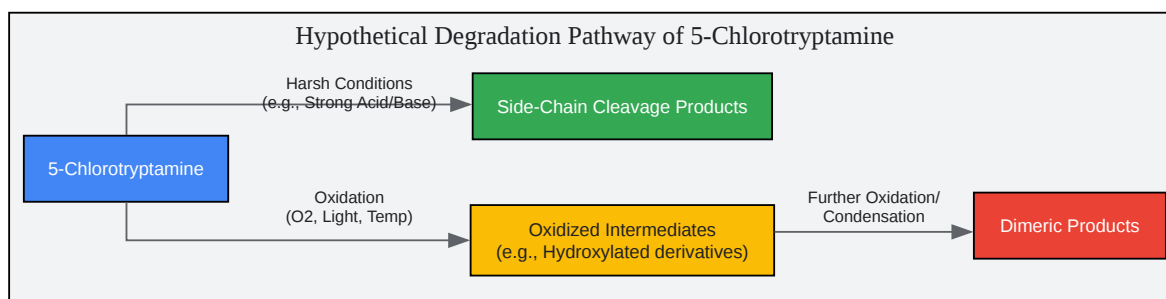 Hypothetical Degradation Pathway of 5-Chlorotryptamine
Harsh Conditions
(e.g., Strong Acid/Base)
Side-Chain Cleavage Products
5-Chlorotryptamine
Oxidation
(O2, Light, Temp)
Oxidized Intermediates
(e.g., Hydroxylated derivatives)
Further Oxidation/
Condensation
Dimeric Products